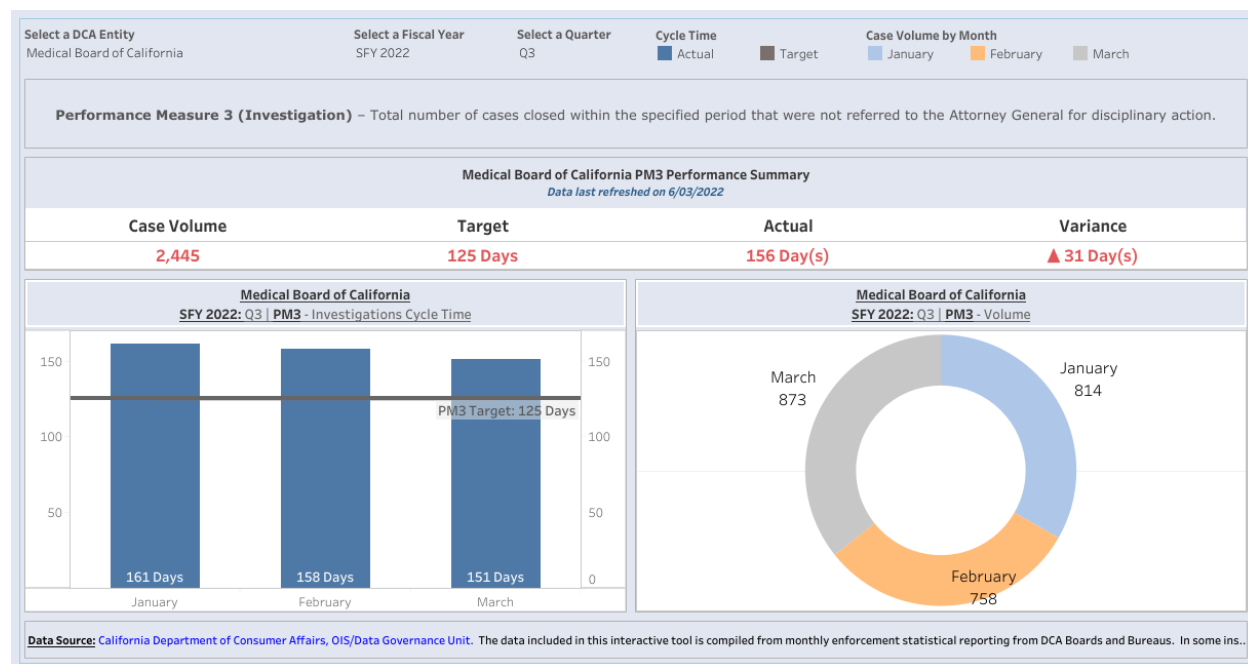 Select a DCA Entity
Medical Board of California
Select a Fiscal Year
SFY 2022
Select a Quarter
Q3
Cycle Time
Actual
Target
Case Volume by Month
January
February
March
Performance Measure 3 (Investigation) – Total number of cases closed within the specified period that were not referred to the Attorney General for disciplinary action.
Medical Board of California PM3 Performance Summary
Data last refreshed on 6/03/2022
Case Volume
Target
Actual
Variance
2,445
125 Days
156 Day(s)
▲ 31 Day(s)
Medical Board of California
SFY 2022: Q3 | PM3 - Investigations Cycle Time
150
100
50
PM3 Target: 125 Days
161 Days
158 Days
151 Days
150
100
50
0
January
February
March
Medical Board of California
SFY 2022: Q3 | PM3 - Volume
March
873
January
814
February
758
Data Source: California Department of Consumer Affairs, OIS/Data Governance Unit. The data included in this interactive tool is compiled from monthly enforcement statistical reporting from DCA Boards and Bureaus. In some ins..